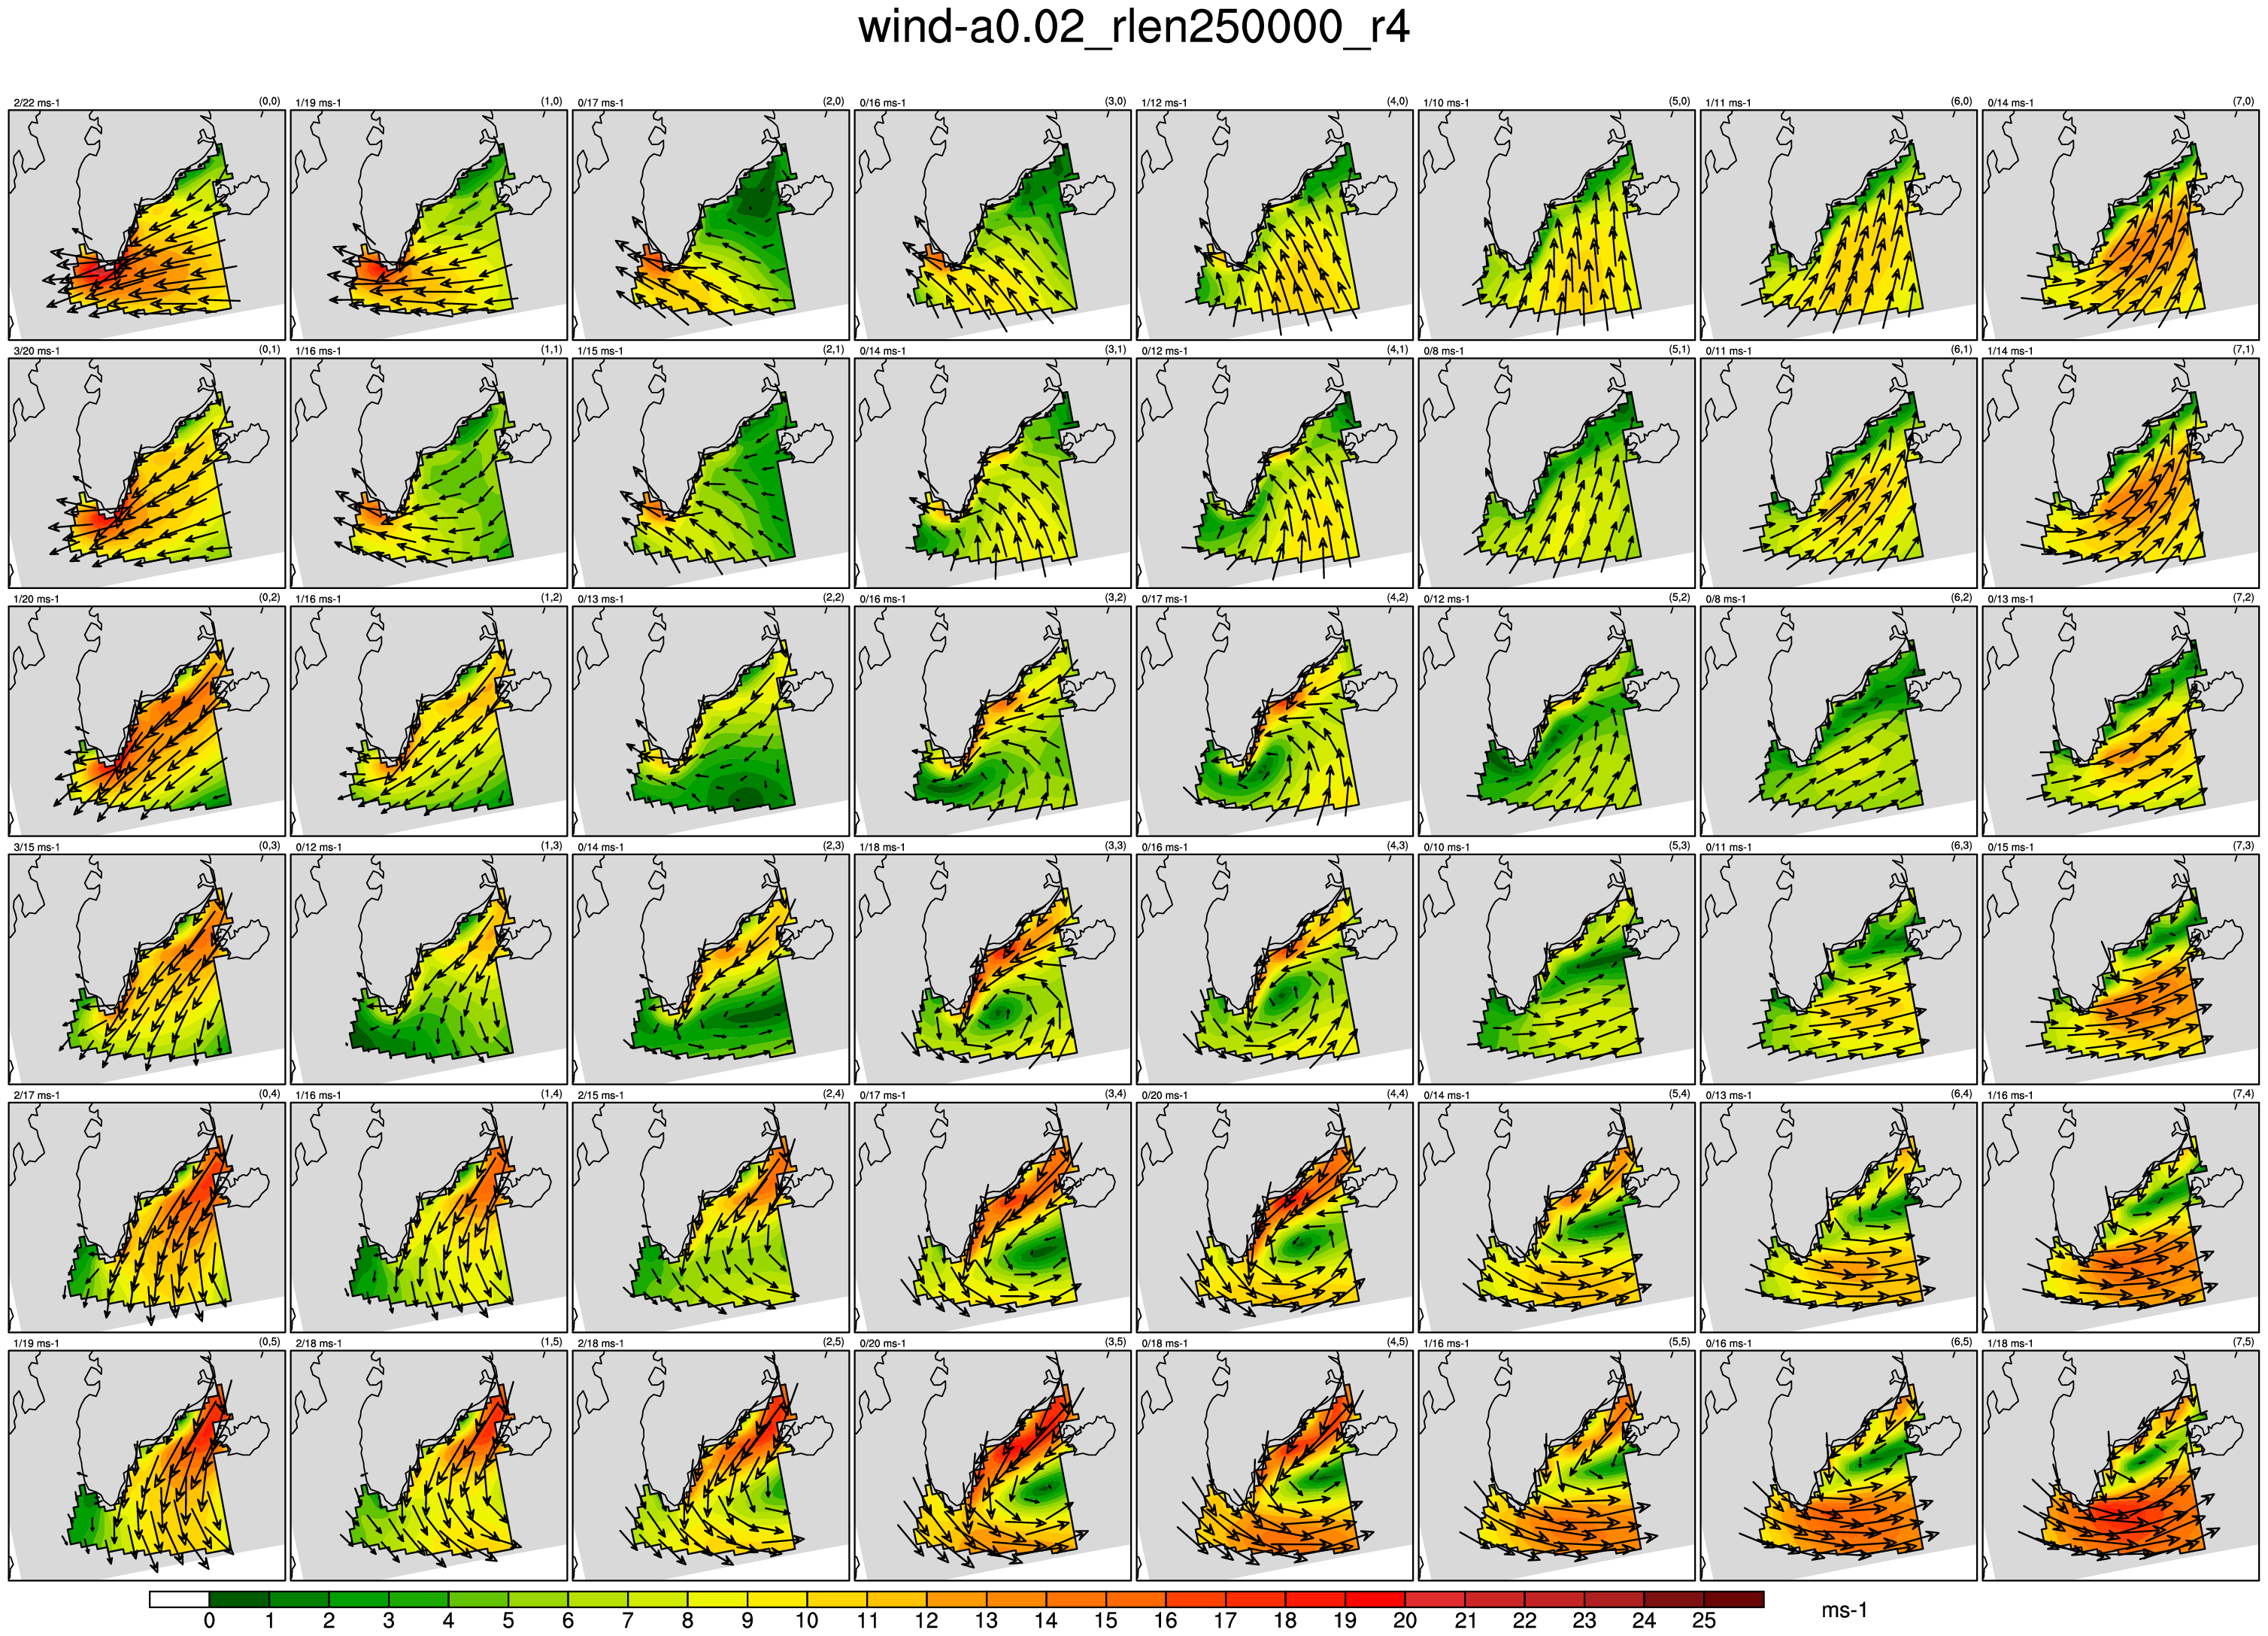 wind-a0.02_rlen250000_r4
2/22 ms-1 (0,0) 1/19 ms-1 (1,0) 0/17 ms-1 (2,0) 0/16 ms-1 (3,0) 1/12 ms-1 (4,0) 1/10 ms-1 (5,0) 1/11 ms-1 (6,0) 0/14 ms-1 (7,0)
3/20 ms-1 (0,1) 1/16 ms-1 (1,1) 1/15 ms-1 (2,1) 0/14 ms-1 (3,1) 0/12 ms-1 (4,1) 0/8 ms-1 (5,1) 0/11 ms-1 (6,1) 1/14 ms-1 (7,1)
1/20 ms-1 (0,2) 1/16 ms-1 (1,2) 0/13 ms-1 (2,2) 0/16 ms-1 (3,2) 0/17 ms-1 (4,2) 0/12 ms-1 (5,2) 0/8 ms-1 (6,2) 0/13 ms-1 (7,2)
3/15 ms-1 (0,3) 0/12 ms-1 (1,3) 0/14 ms-1 (2,3) 1/18 ms-1 (3,3) 0/16 ms-1 (4,3) 0/10 ms-1 (5,3) 0/11 ms-1 (6,3) 0/15 ms-1 (7,3)
2/17 ms-1 (0,4) 1/16 ms-1 (1,4) 2/15 ms-1 (2,4) 0/17 ms-1 (3,4) 0/20 ms-1 (4,4) 0/14 ms-1 (5,4) 0/13 ms-1 (6,4) 1/16 ms-1 (7,4)
1/19 ms-1 (0,5) 2/18 ms-1 (1,5) 2/18 ms-1 (2,5) 0/20 ms-1 (3,5) 0/18 ms-1 (4,5) 1/16 ms-1 (5,5) 0/16 ms-1 (6,5) 1/18 ms-1 (7,5)
0 1 2 3 4 5 6 7 8 9 10 11 12 13 14 15 16 17 18 19 20 21 22 23 24 25 ms-1